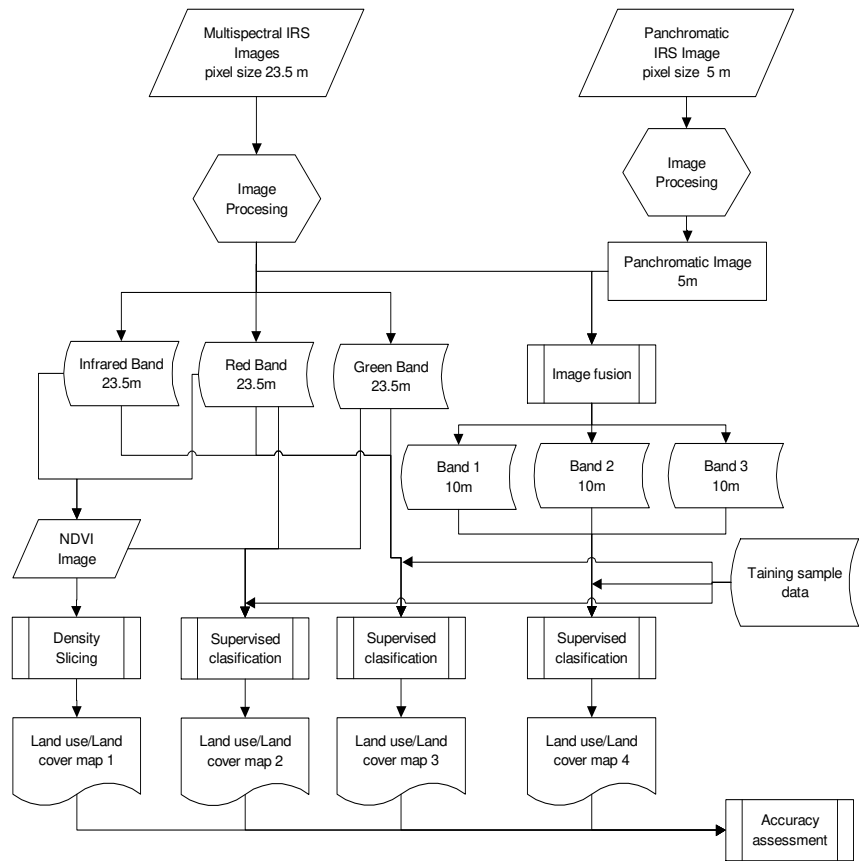 Multispectral IRS
Images
pixel size 23.5 m
Panchromatic
IRS Image
pixel size 5 m
Image
Procesing
Image
Procesing
Panchromatic Image
5m
Infrared Band
23.5m
Red Band
23.5m
Green Band
23.5m
Image fusion
Band 1
10m
Band 2
10m
Band 3
10m
NDVI
Image
Taining sample
data
Density
Slicing
Supervised
clasification
Supervised
clasification
Supervised
clasification
Land use/Land
cover map 1
Land use/Land
cover map 2
Land use/Land
cover map 3
Land use/Land
cover map 4
Accuracy
assessment